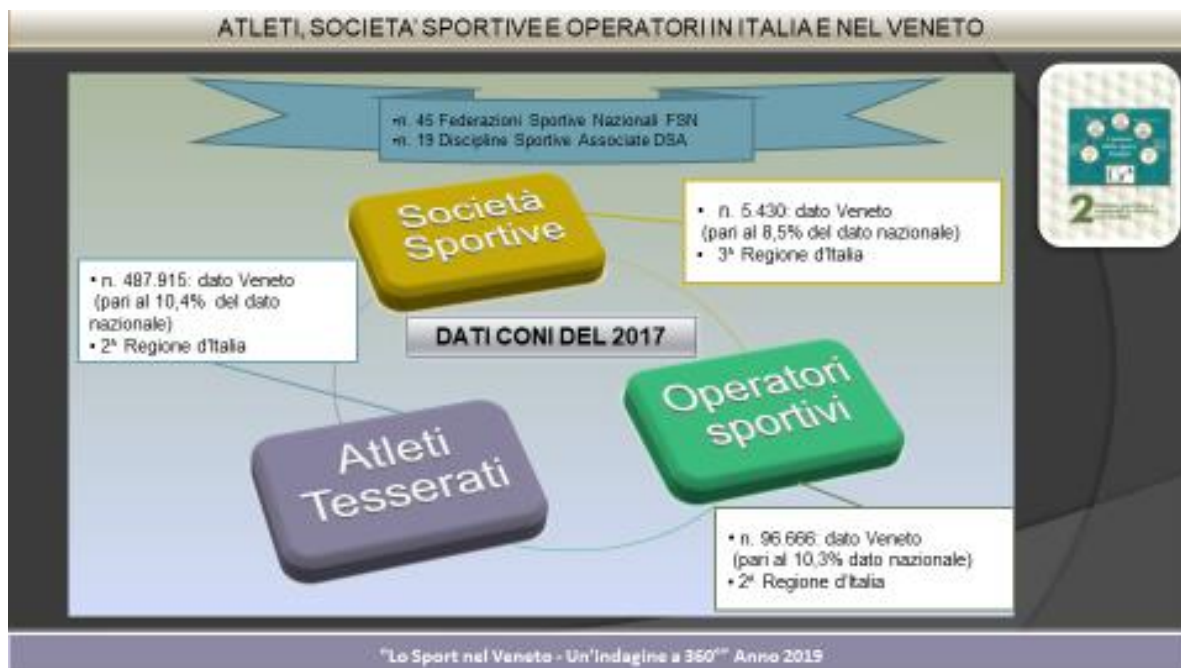 ATLETI, SOCIETA' SPORTIVE E OPERATORI IN ITALIA E NEL VENETO
•n. 45 Federazioni Sportive Nazionali FSN
•n. 19 Discipline Sportive Associate DSA
Società
Sportive
• n. 5.430: dato Veneto
(pari al 8,5% del dato nazionale)
• 3ª Regione d'Italia
2
• n. 487.915: dato Veneto
(pari al 10,4% del dato
nazionale)
• 2ª Regione d'Italia
DATI CONI DEL 2017
Operatori
sportivi
Atleti
Tesserati
• n. 96.666: dato Veneto
(pari al 10,3% dato nazionale)
• 2ª Regione d'Italia
"Lo Sport nel Veneto - Un'indagine a 360°" Anno 2019